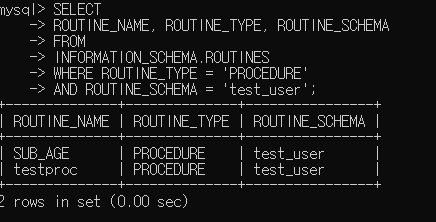 mysql> SELECT
-> ROUTINE_NAME, ROUTINE_TYPE, ROUTINE_SCHEMA
-> FROM
-> INFORMATION_SCHEMA.ROUTINES
-> WHERE ROUTINE_TYPE = 'PROCEDURE'
-> AND ROUTINE_SCHEMA = 'test_user';
+--------------+--------------+----------------+
| ROUTINE_NAME | ROUTINE_TYPE | ROUTINE_SCHEMA |
+--------------+--------------+----------------+
| SUB_AGE | PROCEDURE | test_user |
| testproc | PROCEDURE | test_user |
+--------------+--------------+----------------+
2 rows in set (0.00 sec)